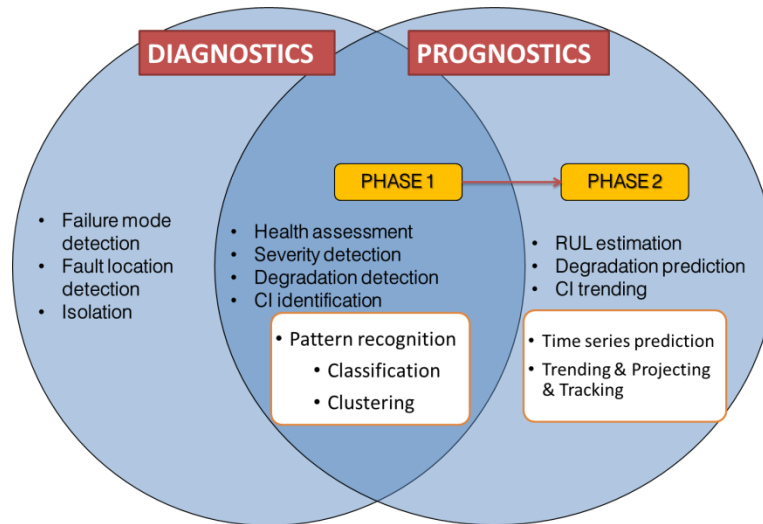 DIAGNOSTICS
PROGNOSTICS
PHASE 1
PHASE 2
• Failure mode
detection
• Fault location
detection
• Isolation
• Health assessment
• Severity detection
• Degradation detection
• CI identification
• Pattern recognition
• Classification
• Clustering
• RUL estimation
• Degradation prediction
• CI trending
• Time series prediction
• Trending & Projecting
& Tracking